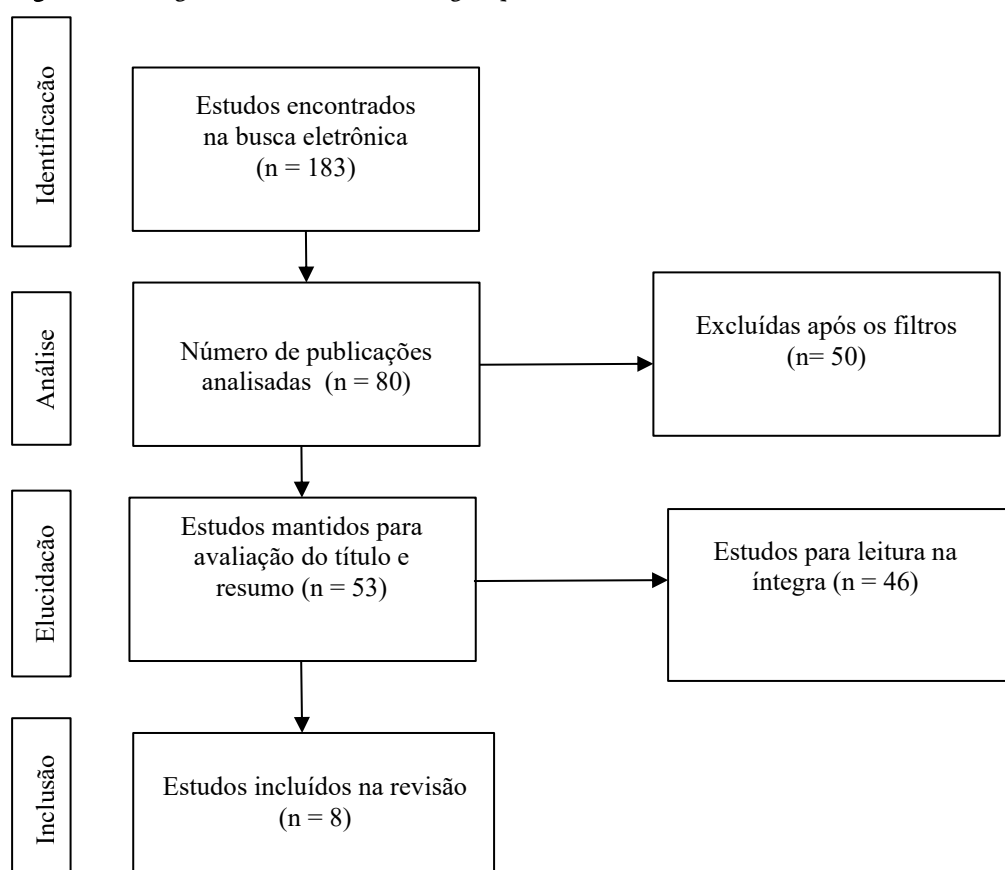 Identificacão
Estudos encontrados
na busca eletrônica
(n = 183)
Análise
Número de publicações
analisadas (n = 80)
Excluídas após os filtros
(n= 50)
Elucidacão
Estudos mantidos para
avaliação do título e
resumo (n = 53)
Estudos para leitura na
íntegra (n = 46)
Inclusão
Estudos incluídos na revisão
(n = 8)